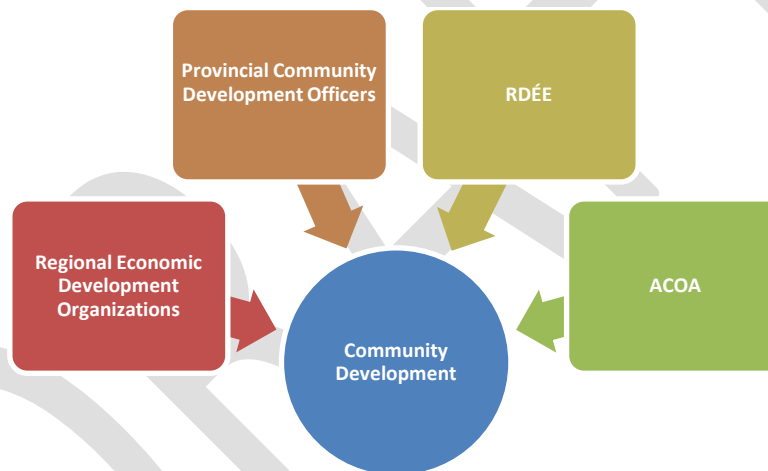 Provincial Community
Development Officers
RDÉE
Regional Economic
Development
Organizations
ACOA
Community
Development